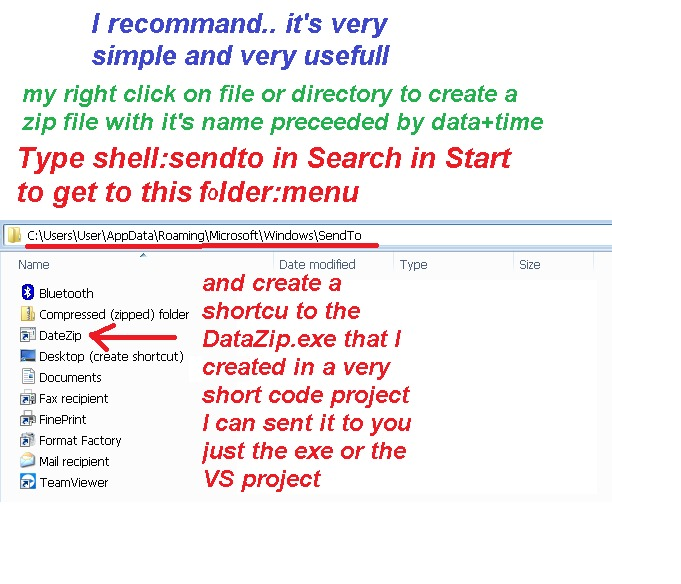 I recommand.. it's very
simple and very usefull
my right click on file or directory to create a
zip file with it's name preceeded by data+time
Type shell:sendto in Search in Start
to get to this folder:menu
C:\Users\User\AppData\Roaming\Microsoft\Windows\SendTo
Name Date modified Type Size
Bluetooth
Compressed (zipped) folder
DateZip
Desktop (create shortcut)
Documents
Fax recipient
FinePrint
Format Factory
Mail recipient
TeamViewer
and create a
shortcu to the
DataZip.exe that I
created in a very
short code project
I can sent it to you
just the exe or the
VS project